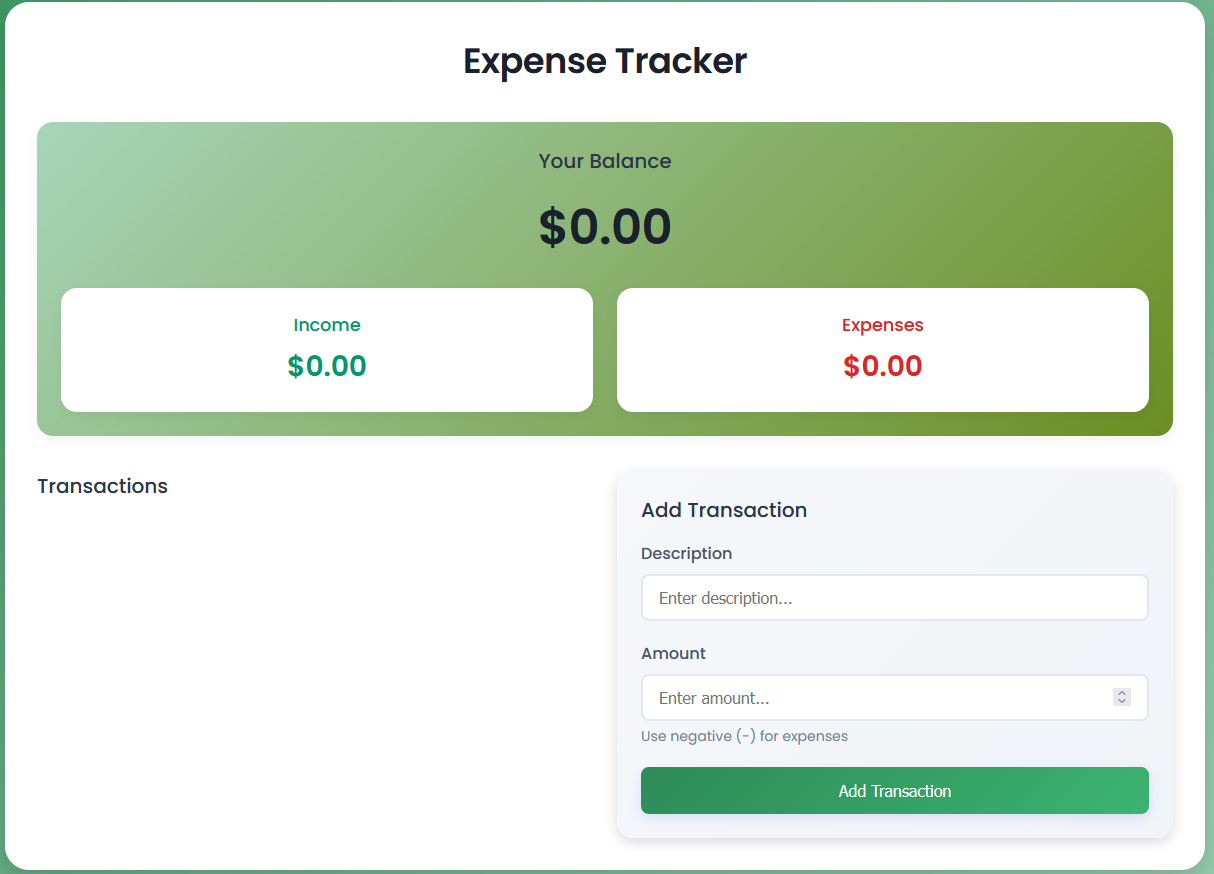 Expense Tracker
Your Balance
$0.00
Income
$0.00
Expenses
$0.00
Transactions
Add Transaction
Description
Enter description...
Amount
Enter amount...
Use negative (-) for expenses
Add Transaction